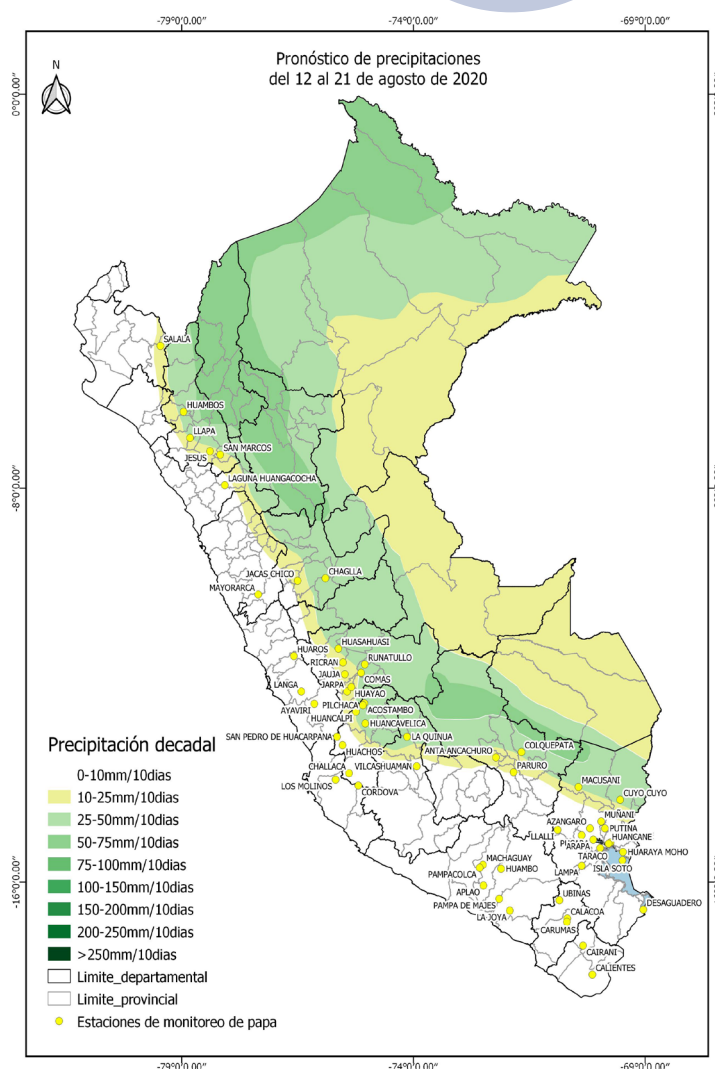 -79°0'0.00"
-74°0'0.00"
-69°0'0.00"
Pronóstico de precipitaciones
del 12 al 21 de agosto de 2020
N
0°0'0.00"
SALALA
HUAMBOS
LLAPA
SAN MARCOS
JESUS
LAGUNA HUANGACOCHA
-8°0'0.00"
JACAS CHICO
CHAGLLA
MAYORARCA
HUASAHUASI
HUAROS
RUNATULLO
RICRAN
JAUJA
COMAS
LANGA
JARPA
HUAYAO
AYAVIRI
PILCHACA
ACOSTAMBO
HUANCALPI
HUANCAVELICA
SAN PEDRO DE HUACARPANA
LA QUINUA
HUACHOS
ANTA ANCACHURO
COLQUEPATA
PARURO
CHALLACA
VILCASHUAMAN
LOS MOLINOS
CORDOVA
MACUSANI
CUYO CUYO
MUÑANI
AZANGARO
PUTINA
LLALLI
HUANCANE
ARAPA
HUARAYA MOHO
TARACO
ISLA SOTO
LAMPA
MACHAGUAY
PAMPACOLCA
HUAMBO
APLAO
PAMPA DE MAJES
LA JOYA
UBINAS
CALACOA
CARUMAS
DESAGUADERO
CAIRANI
CALIENTES
-16°0'0.00"
Precipitación decadal
0-10mm/10dias
10-25mm/10dias
25-50mm/10dias
50-75mm/10dias
75-100mm/10dias
100-150mm/10dias
150-200mm/10dias
200-250mm/10dias
>250mm/10dias
Limite_departamental
Limite_provincial
Estaciones de monitoreo de papa
-79°0'0.00"
-74°0'0.00"
-69°0'0.00"